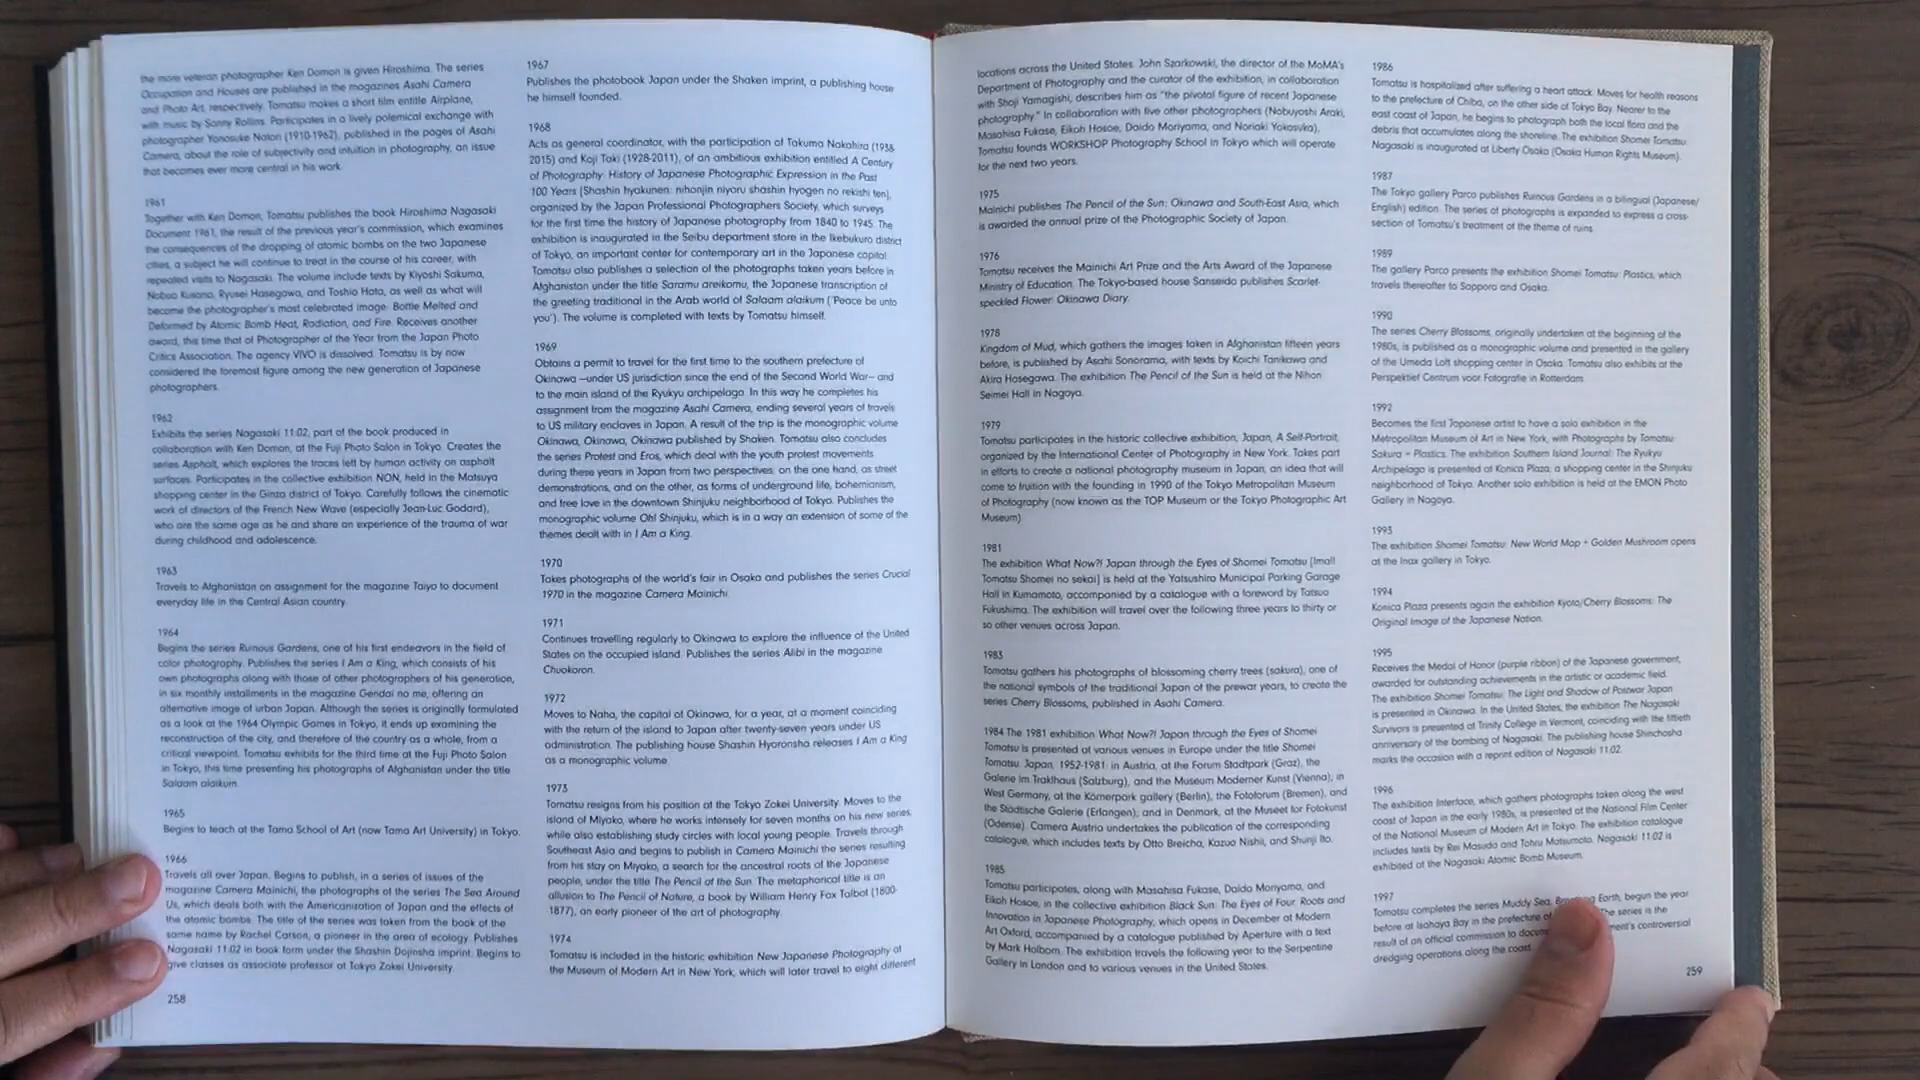 the more veteran photographer Ken Domon is given Hiroshima. The series
Occupation and Houses are published in the magazines Asahi Camera
and Photo Art, respectively. Tomatsu makes a short film entitle Airplane,
with music by Sonny Rollins. Participates in a lively polemical exchange with
photographer Yonosuke Natori (1910-1962), published in the pages of Asahi
Camera, about the role of subjectivity and intuition in photography, an issue
that becomes ever more central in his work.
1961
Together with Ken Domon, Tomatsu publishes the book Hiroshima Nagasaki
Document 1961, the result of the previous year's commission, which examines
the consequences of the dropping of atomic bombs on the two Japanese
cities, a subject he will continue to treat in the course of his career, with
repeated visits to Nagasaki. The volume include texts by Kiyoshi Sakuma,
Nobuo Kusano, Ryusei Hasegawa, and Toshio Hata, as well as what will
become the photographer's most celebrated image: Bottle Melted and
Deformed by Atomic Bomb Heat, Radiation, and Fire. Receives another
award, this time that of Photographer of the Year from the Japan Photo
Critics Association. The agency VIVO is dissolved. Tomatsu is by now
considered the foremost figure among the new generation of Japanese
photographers.
1962
Exhibits the series Nagasaki 11:02, part of the book produced in
collaboration with Ken Domon, at the Fuji Photo Salon in Tokyo. Creates the
series Asphalt, which explores the traces left by human activity on asphalt
surfaces. Participates in the collective exhibition NON, held in the Matsuya
shopping center in the Ginza district of Tokyo. Carefully follows the cinematic
work of directors of the French New Wave (especially Jean-Luc Godard),
who are the same age as he and share an experience of the trauma of war
during childhood and adolescence.
1963
Travels to Afghanistan on assignment for the magazine Taiyo to document
everyday life in the Central Asian country.
1964
Begins the series Ruinous Gardens, one of his first endeavors in the field of
color photography. Publishes the series I Am a King, which consists of his
own photographs along with those of other photographers of his generation,
in six monthly installments in the magazine Gendai no me, offering an
alternative image of urban Japan. Although the series is originally formulated
as a look at the 1964 Olympic Games in Tokyo, it ends up examining the
reconstruction of the city, and therefore of the country as a whole, from a
critical viewpoint. Tomatsu exhibits for the third time at the Fuji Photo Salon
in Tokyo, this time presenting his photographs of Afghanistan under the title
Salaam alaikum.
1965
Begins to teach at the Tama School of Art (now Tama Art University) in Tokyo.
1966
Travels all over Japan. Begins to publish, in a series of issues of the
magazine Camera Mainichi, the photographs of the series The Sea Around
Us, which deals both with the Americanization of Japan and the effects of
the atomic bombs. The title of the series was taken from the book of the
same name by Rachel Carson, a pioneer in the area of ecology. Publishes
Nagasaki 11:02 in book form under the Shashin Dojinsha imprint. Begins to
give classes as associate professor at Tokyo Zokei University.
258
1967
Publishes the photobook Japan under the Shaken imprint, a publishing house
he himself founded.
1968
Acts as general coordinator, with the participation of Takuma Nakahira (1938-
2015) and Koji Taki (1928-2011), of an ambitious exhibition entitled A Century
of Photography: History of Japanese Photographic Expression in the Past
100 Years (Shashin hyakunen: nihonjin niyoru shashin hyogen no rekishi ten),
organized by the Japan Professional Photographers Society, which surveys
for the first time the history of Japanese photography from 1840 to 1945. The
exhibition is inaugurated in the Seibu department store in the Ikebukuro district
of Tokyo, an important center for contemporary art in the Japanese capital.
Tomatsu also publishes a selection of the photographs taken years before in
Afghanistan under the title Saramu areikomu, the Japanese transcription of
the greeting traditional in the Arab world of Salaam alaikum ('Peace be unto
you'). The volume is completed with texts by Tomatsu himself.
1969
Obtains a permit to travel for the first time to the southern prefecture of
Okinawa —under US jurisdiction since the end of the Second World War— and
to the main island of the Ryukyu archipelago. In this way he completes his
assignment from the magazine Asahi Camera, ending several years of travels
to US military enclaves in Japan. A result of the trip is the monographic volume
Okinawa, Okinawa, Okinawa published by Shaken. Tomatsu also concludes
the series Protest and Eros, which deal with the youth protest movements
during these years in Japan from two perspectives, on the one hand, as street
demonstrations, and on the other, as forms of underground life, bohemianism,
and free love in the downtown Shinjuku neighborhood of Tokyo. Publishes the
monographic volume Oh! Shinjuku, which is in a way an extension of some of the
themes dealt with in I Am a King.
1970
Takes photographs of the world's fair in Osaka and publishes the series Crucial
1970 in the magazine Camera Mainichi.
1971
Continues travelling regularly to Okinawa to explore the influence of the United
States on the occupied island. Publishes the series Alibi in the magazine
Chuokoron.
1972
Moves to Naha, the capital of Okinawa, for a year, at a moment coinciding
with the return of the island to Japan after twenty-seven years under US
administration. The publishing house Shashin Hyoronsha releases I Am a King
as a monographic volume.
1973
Tomatsu resigns from his position at the Tokyo Zokei University. Moves to the
island of Miyako, where he works intensely for seven months on his new series,
while also establishing study circles with local young people. Travels through
Southeast Asia and begins to publish in Camera Mainichi the series resulting
from his stay on Miyako, a search for the ancestral roots of the Japanese
people, under the title The Pencil of the Sun. The metaphorical title is an
allusion to The Pencil of Nature, a book by William Henry Fox Talbot (1800-
1877), an early pioneer of the art of photography.
1974
Tomatsu is included in the historic exhibition New Japanese Photography at
the Museum of Modern Art in New York, which will later travel to eight different
locations across the United States. John Szarkowski, the director of the MoMA's
Department of Photography and the curator of the exhibition, in collaboration
with Shoji Yamagishi, describes him as "the pivotal figure of recent Japanese
photography." In collaboration with five other photographers (Nobuyoshi Araki,
Masahisa Fukase, Eikoh Hosoe, Daido Moriyama, and Noriaki Yokosuka),
Tomatsu founds WORKSHOP Photography School in Tokyo which will operate
for the next two years.
1975
Mainichi publishes The Pencil of the Sun: Okinawa and South-East Asia, which
is awarded the annual prize of the Photographic Society of Japan.
1976
Tomatsu receives the Mainichi Art Prize and the Arts Award of the Japanese
Ministry of Education. The Tokyo-based house Sanseido publishes Scarlet-
speckled Flower: Okinawa Diary.
1978
Kingdom of Mud, which gathers the images taken in Afghanistan fifteen years
before, is published by Asahi Sonorama, with texts by Koichi Tanikawa and
Akira Hasegawa. The exhibition The Pencil of the Sun is held at the Nihon
Seimei Hall in Nagoya.
1979
Tomatsu participates in the historic collective exhibition, Japan, A Self-Portrait,
organized by the International Center of Photography in New York. Takes part
in efforts to create a national photography museum in Japan, an idea that will
come to fruition with the founding in 1990 of the Tokyo Metropolitan Museum
of Photography (now known as the TOP Museum or the Tokyo Photographic Art
Museum).
1981
The exhibition What Now?! Japan through the Eyes of Shomei Tomatsu [Ima!!
Tomatsu Shomei no sekai] is held at the Yatsushiro Municipal Parking Garage
Hall in Kumamoto, accompanied by a catalogue with a foreword by Tatsuo
Fukushima. The exhibition will travel over the following three years to thirty or
so other venues across Japan.
1983
Tomatsu gathers his photographs of blossoming cherry trees (sakura), one of
the national symbols of the traditional Japan of the prewar years, to create the
series Cherry Blossoms, published in Asahi Camera.
1984 The 1981 exhibition What Now?! Japan through the Eyes of Shomei
Tomatsu is presented at various venues in Europe under the title Shomei
Tomatsu. Japan, 1952-1981: in Austria, at the Forum Stadtpark (Graz), the
Galerie im Traklhaus (Salzburg), and the Museum Moderner Kunst (Vienna); in
West Germany, at the Körnerpark gallery (Berlin), the Fotoforum (Bremen), and
the Städtische Galerie (Erlangen); and in Denmark, at the Museet for Fotokunst
(Odense). Camera Austria undertakes the publication of the corresponding
catalogue, which includes texts by Otto Breicha, Kazuo Nishii, and Shunji Ito.
1985
Tomatsu participates, along with Masahisa Fukase, Daido Moriyama, and
Eikoh Hosoe, in the collective exhibition Black Sun: The Eyes of Four. Roots and
Innovation in Japanese Photography, which opens in December at Modern
Art Oxford, accompanied by a catalogue published by Aperture with a text
by Mark Holborn. The exhibition travels the following year to the Serpentine
Gallery in London and to various venues in the United States.
1986
Tomatsu is hospitalized after suffering a heart attack. Moves for health reasons
to the prefecture of Chiba, on the other side of Tokyo Bay. Nearer to the
east coast of Japan, he begins to photograph both the local flora and the
debris that accumulates along the shoreline. The exhibition Shomei Tomatsu:
Nagasaki is inaugurated at Liberty Osaka (Osaka Human Rights Museum).
1987
The Tokyo gallery Parco publishes Ruinous Gardens in a bilingual (Japanese/
English) edition. The series of photographs is expanded to express a cross-
section of Tomatsu's treatment of the theme of ruins.
1989
The gallery Parco presents the exhibition Shomei Tomatsu: Plastics, which
travels thereafter to Sapporo and Osaka.
1990
The series Cherry Blossoms, originally undertaken at the beginning of the
1980s, is published as a monographic volume and presented in the gallery
of the Umeda Loft shopping center in Osaka. Tomatsu also exhibits at the
Perspektief Centrum voor Fotografie in Rotterdam.
1992
Becomes the first Japanese artist to have a solo exhibition in the
Metropolitan Museum of Art in New York, with Photographs by Tomatsu:
Sakura + Plastics. The exhibition Southern Island Journal: The Ryukyu
Archipelago is presented at Konica Plaza, a shopping center in the Shinjuku
neighborhood of Tokyo. Another solo exhibition is held at the EMON Photo
Gallery in Nagoya.
1993
The exhibition Shomei Tomatsu: New World Map + Golden Mushroom opens
at the Inax gallery in Tokyo.
1994
Konica Plaza presents again the exhibition Kyoto/Cherry Blossoms: The
Original Image of the Japanese Nation.
1995
Receives the Medal of Honor (purple ribbon) of the Japanese government,
awarded for outstanding achievements in the artistic or academic field.
The exhibition Shomei Tomatsu: The Light and Shadow of Postwar Japan
is presented in Okinawa. In the United States, the exhibition The Nagasaki
Survivors is presented at Trinity College in Vermont, coinciding with the fiftieth
anniversary of the bombing of Nagasaki. The publishing house Shinchosha
marks the occasion with a reprint edition of Nagasaki 11:02.
1996
The exhibition Interface, which gathers photographs taken along the west
coast of Japan in the early 1980s, is presented at the National Film Center
of the National Museum of Modern Art in Tokyo. The exhibition catalogue
includes texts by Rei Masuda and Tohru Matsumoto. Nagasaki 11:02 is
exhibited at the Nagasaki Atomic Bomb Museum.
1997
Tomatsu completes the series Muddy Sea, Earth, begun the year
before at Isahaya Bay in the prefecture of The series is the
result of an official commission to controversial
dredging operations along the coast.
259